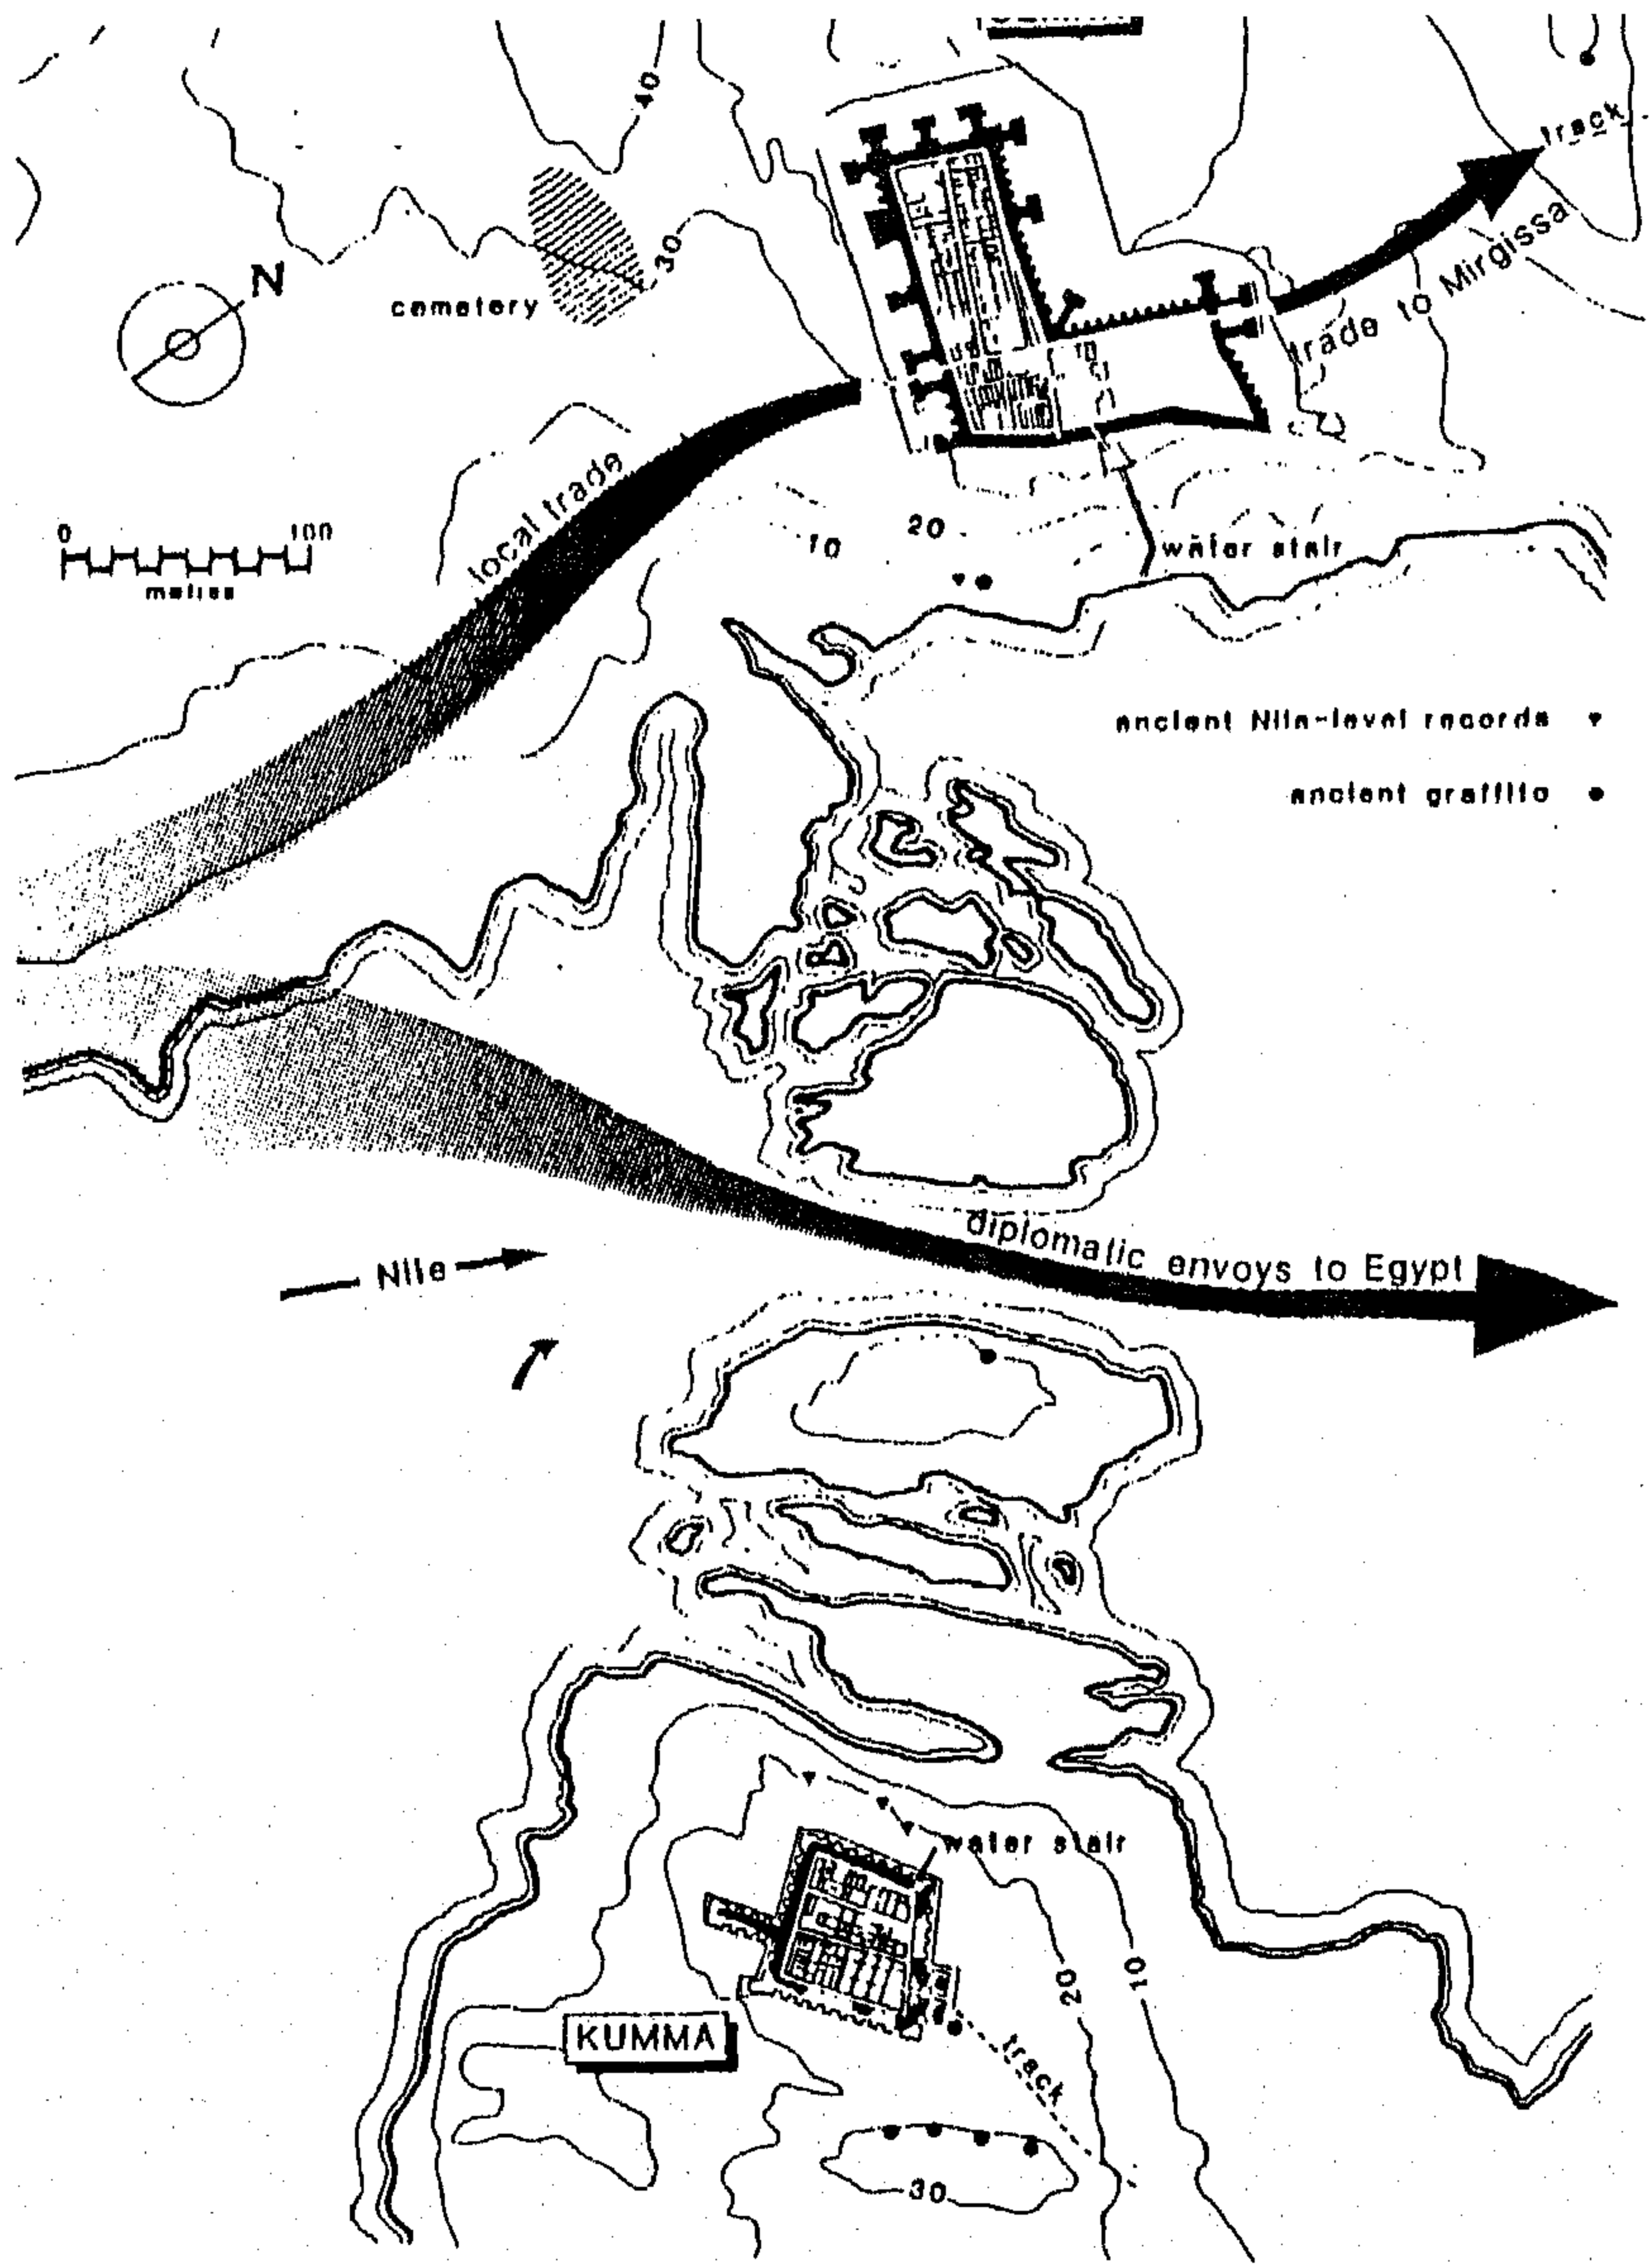 40
track
N
30
cemetery
trade to Mirgissa
local trade
0 100
metres
20
10
water stair
ancient Nile-level records
ancient graffito
diplomatic envoys to Egypt
Nile
water stair
20
10
KUMMA
track
30